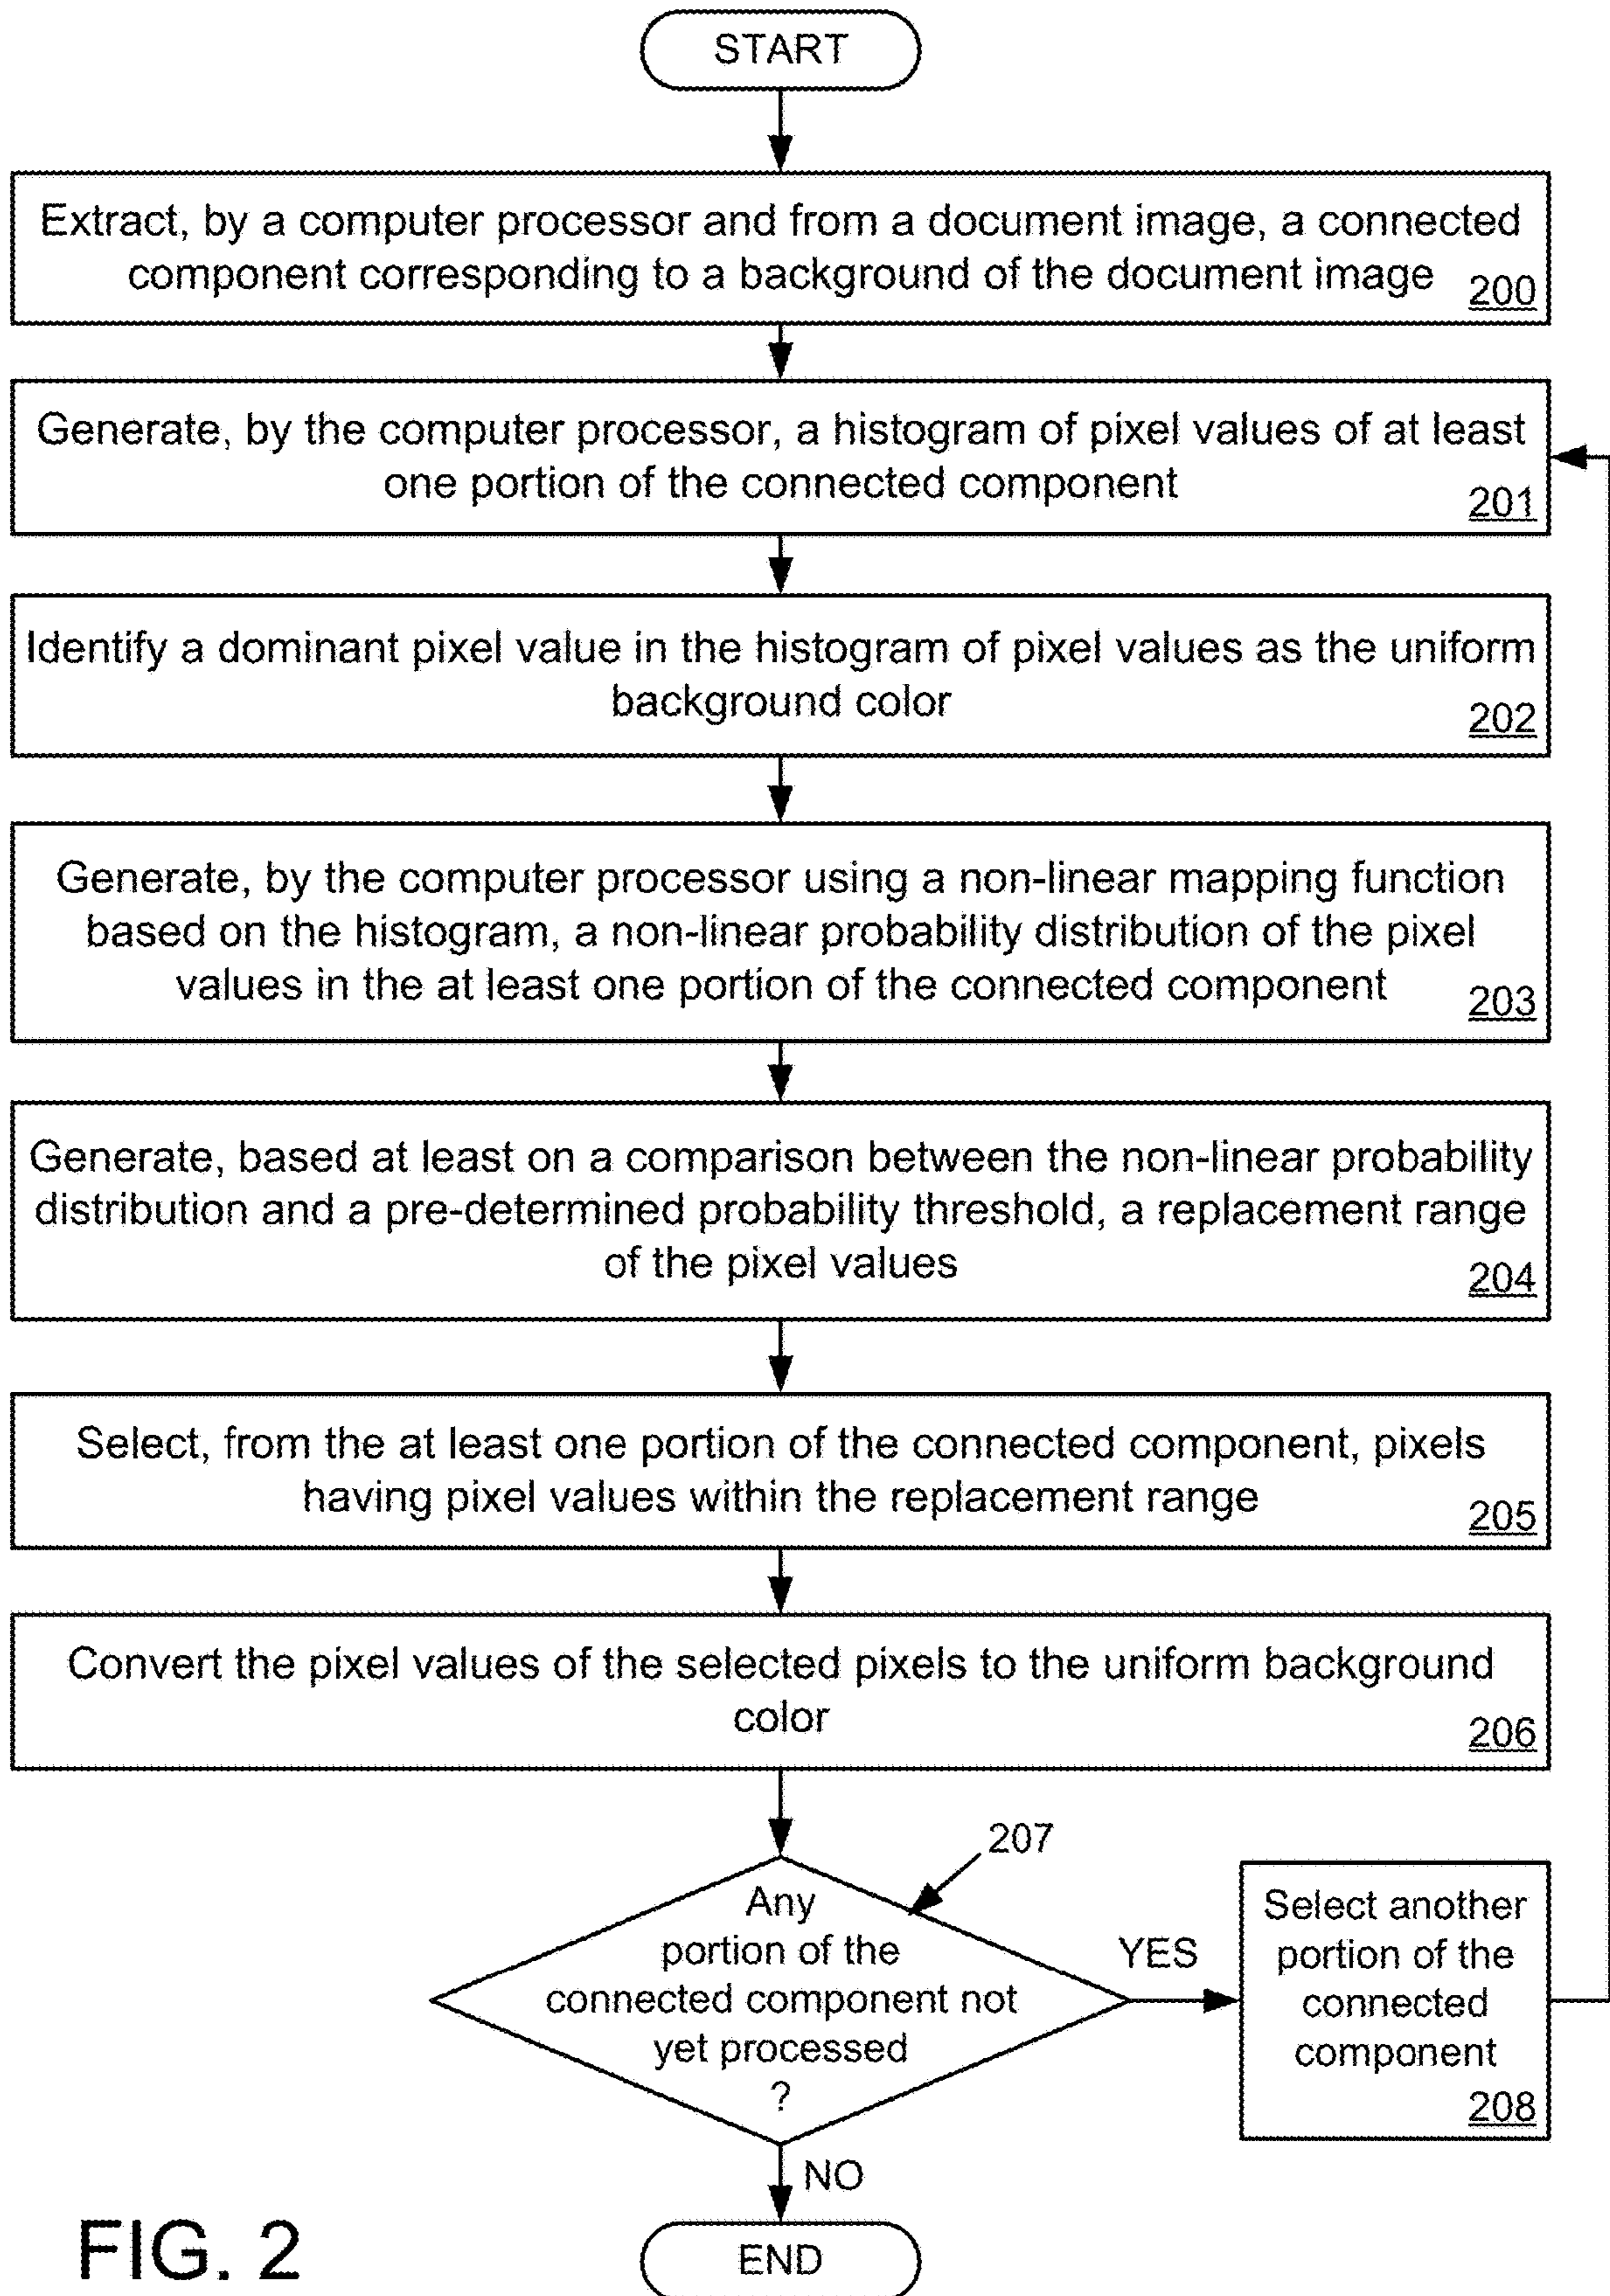 START
Extract, by a computer processor and from a document image, a connected
component corresponding to a background of the document image
200
Generate, by the computer processor, a histogram of pixel values of at least
one portion of the connected component
201
Identify a dominant pixel value in the histogram of pixel values as the uniform
background color
202
Generate, by the computer processor using a non-linear mapping function
based on the histogram, a non-linear probability distribution of the pixel
values in the at least one portion of the connected component
203
Generate, based at least on a comparison between the non-linear probability
distribution and a pre-determined probability threshold, a replacement range
of the pixel values
204
Select, from the at least one portion of the connected component, pixels
having pixel values within the replacement range
205
Convert the pixel values of the selected pixels to the uniform background
color
206
207
Any
portion of the
connected component not
yet processed
?
YES
Select another
portion of the
connected
component
208
NO
END
FIG. 2